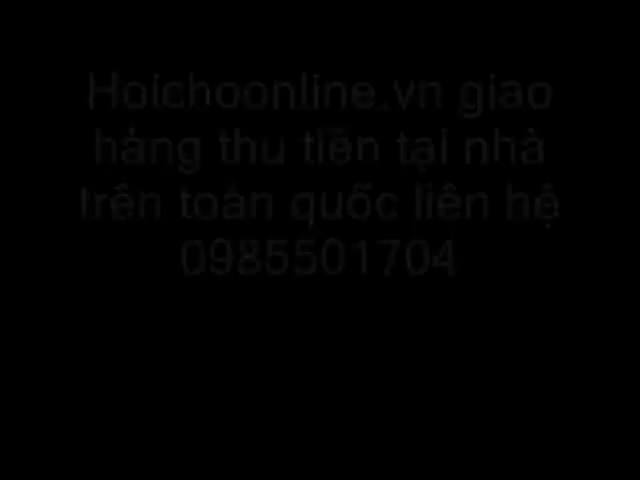 Hoichoonline.vn giao
hàng thu tiền tại nhà
trên toàn quốc liên hệ
0985501704